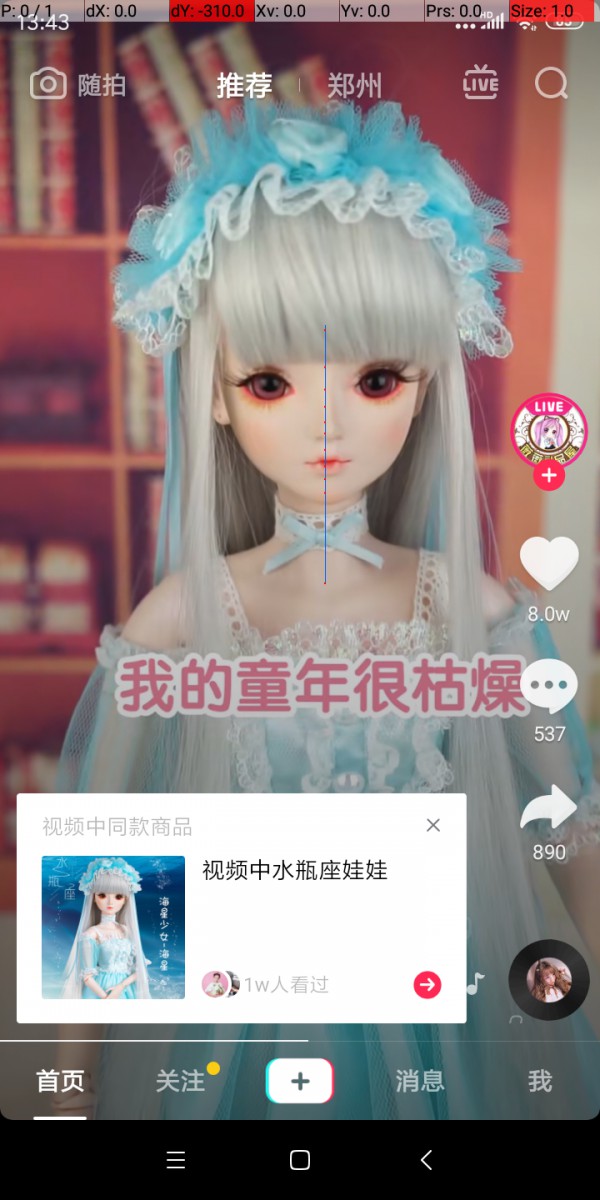 P: 0 / 1 dX: 0.0 dY: -310.0 Xv: 0.0 Yv: 0.0 Prs: 0.0 Size: 1.0
13:43 HD
随拍 推荐 郑州 LIVE
LIVE
8.0w
我的童年很枯燥
537
890
视频中同款商品
视频中水瓶座娃娃
水瓶座
海星少女-海星
1w人看过
首页 关注 消息 我